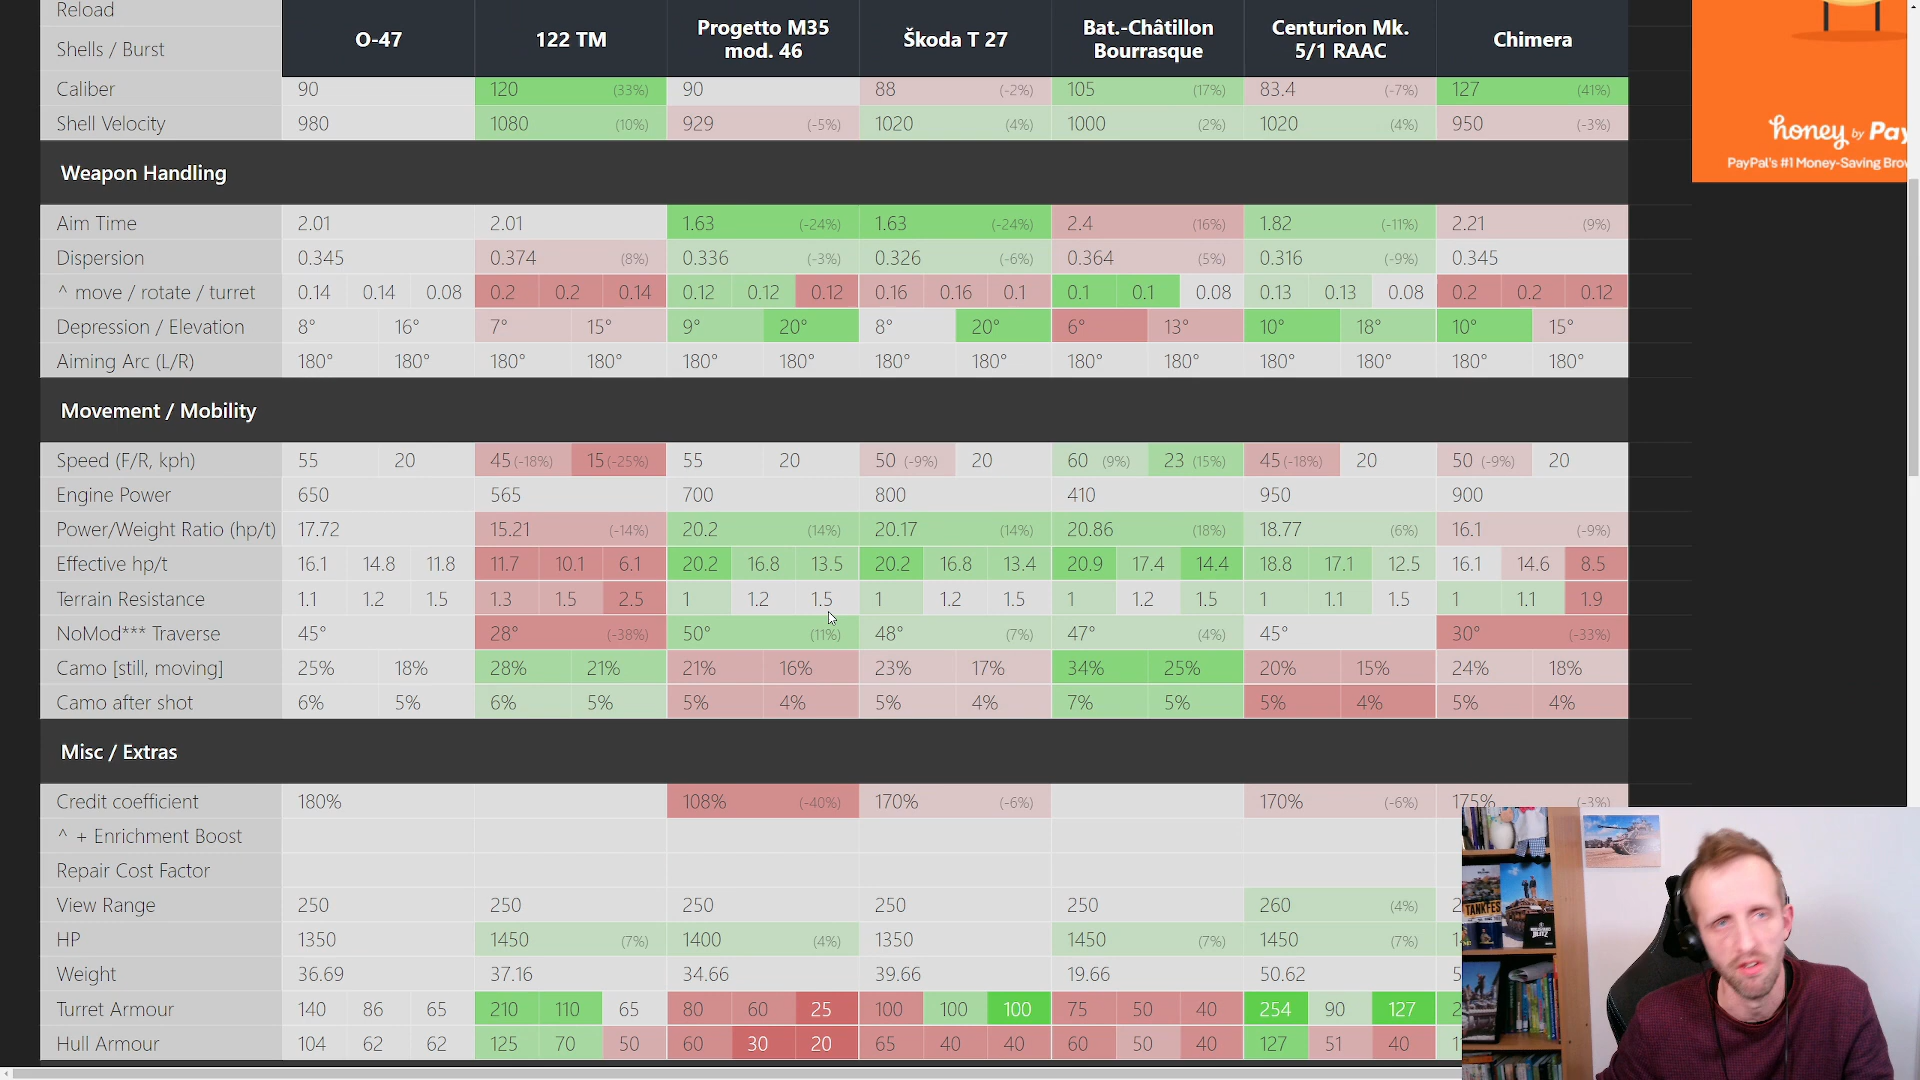 Reload
Shells / Burst
O-47 122 TM Progetto M35 mod. 46 Škoda T 27 Bat.-Châtillon Bourrasque Centurion Mk. 5/1 RAAC Chimera
Caliber 90 120 (33%) 90 88 (-2%) 105 (17%) 83.4 (-7%) 127 (41%)
Shell Velocity 980 1080 (10%) 929 (-5%) 1020 (4%) 1000 (2%) 1020 (4%) 950 (-3%)
Weapon Handling
Aim Time 2.01 2.01 1.63 (-24%) 1.63 (-24%) 2.4 (16%) 1.82 (-11%) 2.21 (9%)
Dispersion 0.345 0.374 (8%) 0.336 (-3%) 0.326 (-6%) 0.364 (5%) 0.316 (-9%) 0.345
^ move / rotate / turret 0.14 0.14 0.08 0.2 0.2 0.14 0.12 0.12 0.12 0.16 0.16 0.1 0.1 0.1 0.08 0.13 0.13 0.08 0.2 0.2 0.12
Depression / Elevation 8° 16° 7° 15° 9° 20° 8° 20° 6° 13° 10° 18° 10° 15°
Aiming Arc (L/R) 180° 180° 180° 180° 180° 180° 180° 180° 180° 180° 180° 180° 180° 180°
Movement / Mobility
Speed (F/R, kph) 55 20 45 (-18%) 15 (-25%) 55 20 50 (-9%) 20 60 (9%) 23 (15%) 45 (-18%) 20 50 (-9%) 20
Engine Power 650 565 700 800 410 950 900
Power/Weight Ratio (hp/t) 17.72 15.21 (-14%) 20.2 (14%) 20.17 (14%) 20.86 (18%) 18.77 (6%) 16.1 (-9%)
Effective hp/t 16.1 14.8 11.8 11.7 10.1 6.1 20.2 16.8 13.5 20.2 16.8 13.4 20.9 17.4 14.4 18.8 17.1 12.5 16.1 14.6 8.5
Terrain Resistance 1.1 1.2 1.5 1.3 1.5 2.5 1 1.2 1.5 1 1.2 1.5 1 1.2 1.5 1 1.1 1.5 1 1.1 1.9
NoMod*** Traverse 45° 28° (-38%) 50° (11%) 48° (7%) 47° (4%) 45° 30° (-33%)
Camo [still, moving] 25% 18% 28% 21% 21% 16% 23% 17% 34% 25% 20% 15% 24% 18%
Camo after shot 6% 5% 6% 5% 5% 4% 5% 4% 7% 5% 5% 4% 5% 4%
Misc / Extras
Credit coefficient 180% 108% (-40%) 170% (-6%) 170% (-6%) 175% (-3%)
^ + Enrichment Boost
Repair Cost Factor
View Range 250 250 250 250 250 260 (4%)
HP 1350 1450 (7%) 1400 (4%) 1350 1450 (7%) 1450 (7%)
Weight 36.69 37.16 34.66 39.66 19.66 50.62
Turret Armour 140 86 65 210 110 65 80 60 25 100 100 100 75 50 40 254 90 127
Hull Armour 104 62 62 125 70 50 60 30 20 65 40 40 60 50 40 127 51 40
honey by Pay
PayPal's #1 Money-Saving Bro
TANKFES